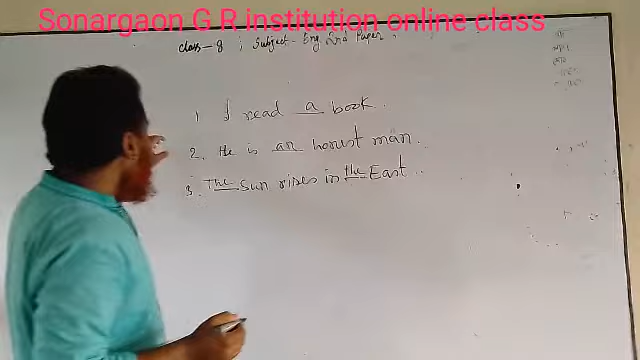 Sonargaon G R institution online class
class-8 ; Subject- Eng 2nd Paper.
1 I read a book.
2. He is an honest man.
3. The Sun rises in the East.